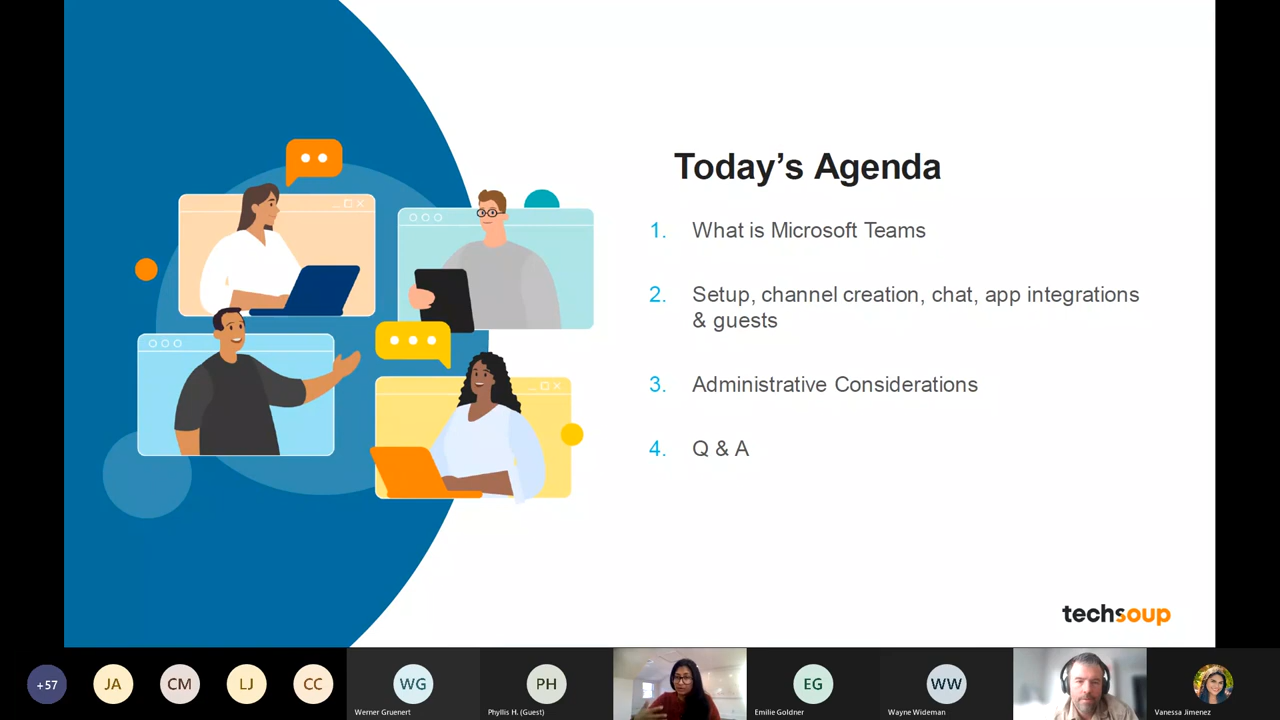 Today's Agenda
1. What is Microsoft Teams
2. Setup, channel creation, chat, app integrations
& guests
3. Administrative Considerations
4. Q & A
techsoup
+57
JA
CM
LJ
CC
WG
Werner Gruenert
PH
Phyllis H. (Guest)
EG
Emilie Goldner
WW
Wayne Wideman
Vanessa Jimenez